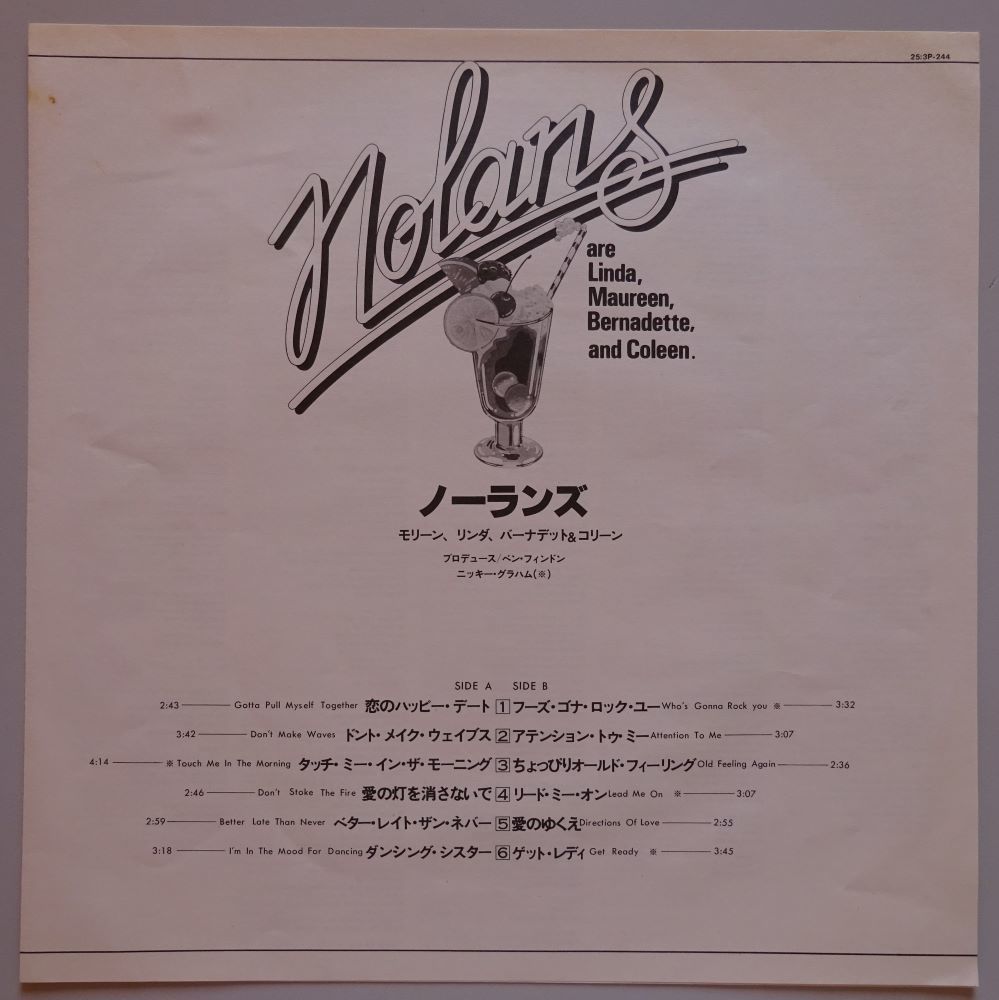 25·3P-244
Nolans
are
Linda,
Maureen,
Bernadette,
and Coleen.
ノーランズ
モリーン、リンダ、バーナデット&コリーン
プロデュース/ベン・フィンドン
ニッキー・グラハム(※)
SIDE A SIDE B
2:43 Gotta Pull Myself Together 恋のハッピー・デート 1 フーズ・ゴナ・ロック・ユー Who's Gonna Rock you ※ 3:32
3:42 Don't Make Waves ドント・メイク・ウェイブス 2 アテンション・トゥ・ミー Attention To Me 3:07
4:14 ※ Touch Me In The Morning タッチ・ミー・イン・ザ・モーニング 3 ちょっぴりオールド・フィーリング Old Feeling Again 2:36
2:46 Don't Stoke The Fire 愛の灯を消さないで 4 リード・ミー・オン Lead Me On ※ 3:07
2:59 Better Late Than Never ベター・レイト・ザン・ネバー 5 愛のゆくえ Directions Of Love 2:55
3:18 I'm In The Mood For Dancing ダンシング・シスター 6 ゲット・レディ Get Ready ※ 3:45